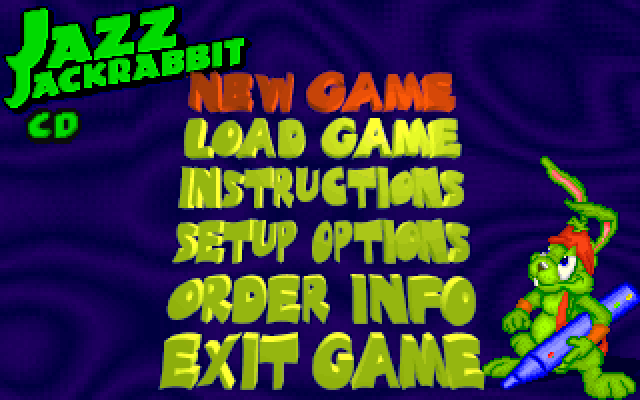 JAZZ
JACKRABBIT
CD
NEW GAME
LOAD GAME
INSTRUCTIONS
SETUP OPTIONS
ORDER INFO
EXIT GAME